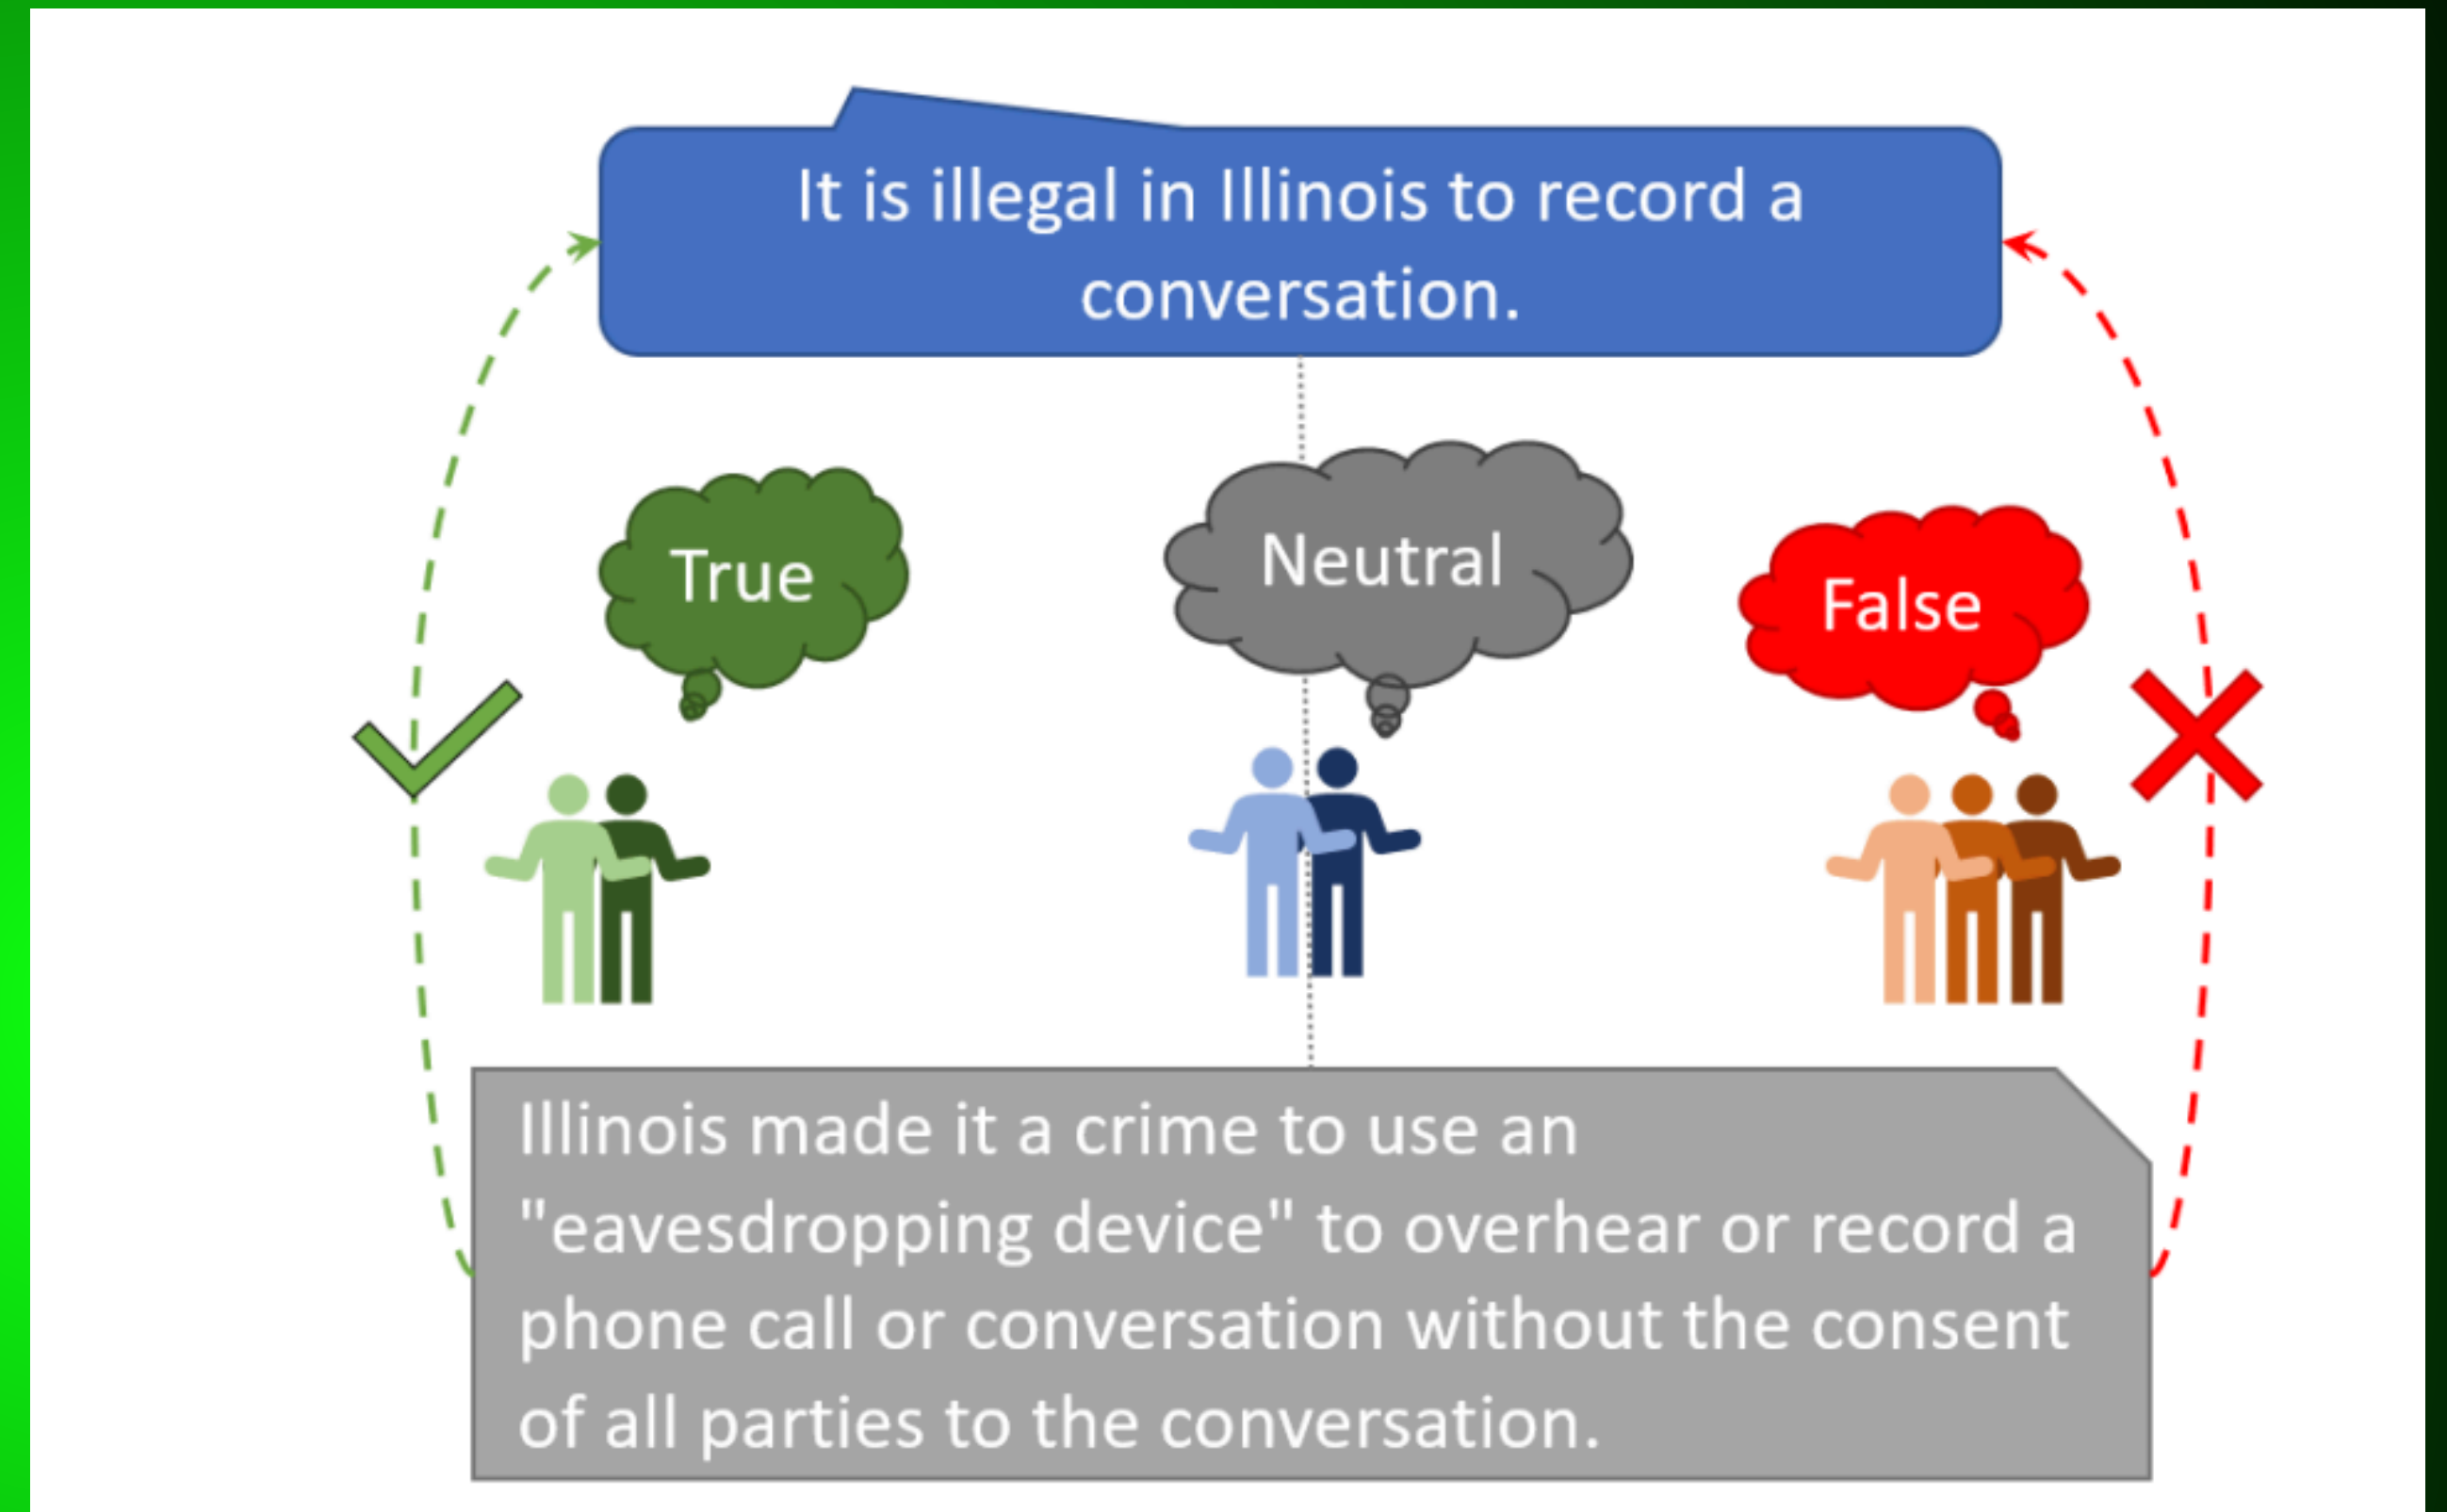 It is illegal in Illinois to record a
conversation.
True
Neutral
False
Illinois made it a crime to use an
"eavesdropping device" to overhear or record a
phone call or conversation without the consent
of all parties to the conversation.